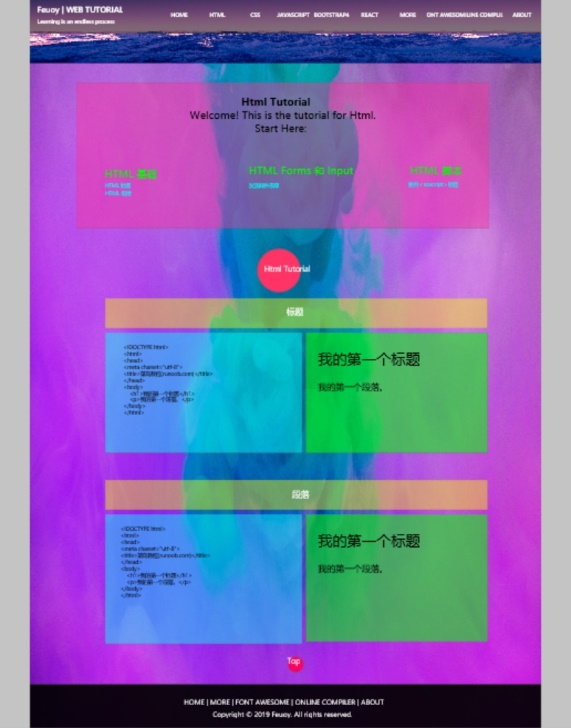 Feuoy | WEB TUTORIAL
Learning is an endless process
HOME HTML CSS JAVASCRIPT BOOTSTRAP4 REACT MORE ONT AWESOM ABOUT
Html Tutorial
Welcome! This is the tutorial for Html.
Start Here:
HTML 基础 HTML Forms 和 Input HTML
HTML
HTML
Html Tutorial
标题
<!DOCTYPE html>
<html>
<head>
<meta charset="utf-8">
<title>菜鸟教程(runoob.com)</title>
</head>
<body>
<h1>我的第一个标题</h1>
<p>我的第一个段落。</p>
</body>
</html>
我的第一个标题
我的第一个段落。
段落
<!DOCTYPE html>
<html>
<head>
<meta charset="utf-8">
<title>菜鸟教程(runoob.com)</title>
</head>
<body>
<h1>我的第一个标题</h1>
<p>我的第一个段落。</p>
</body>
</html>
我的第一个标题
我的第一个段落。
Top
HOME | MORE | FONT AWESOME | ONLINE COMPILER | ABOUT
Copyright © 2019 Feuoy. All rights reserved.